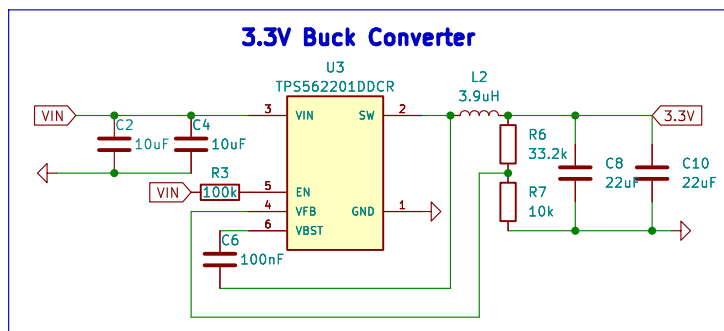 3.3V Buck Converter
U3
TPS562201DDCR
L2
3.9uH
VIN
3
VIN
SW
2
3.3V
C2
10uF
C4
10uF
R6
33.2k
C8
22uF
C10
22uF
R3
100k
VIN
5
EN
4
VFB
GND
1
R7
10k
6
VBST
C6
100nF